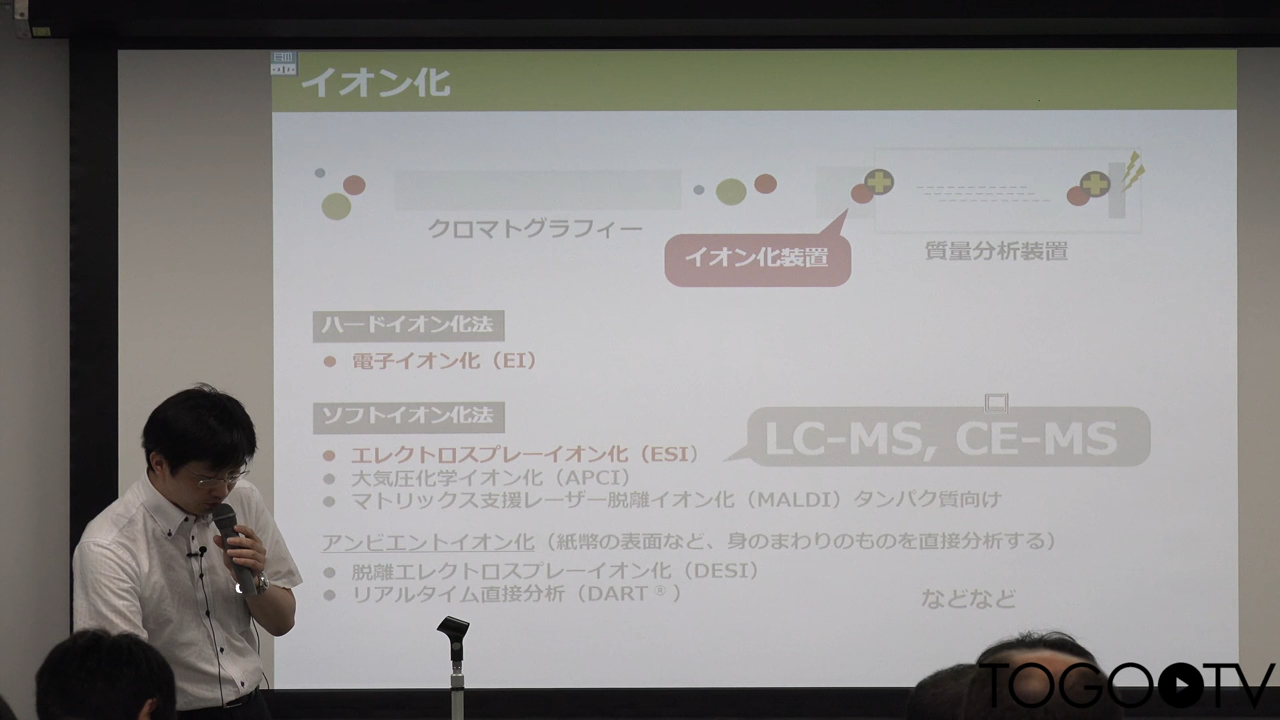 イオン化
クロマトグラフィー
イオン化装置
質量分析装置
ハードイオン化法
● 電子イオン化（EI）
ソフトイオン化法
● エレクトロスプレーイオン化（ESI）
LC-MS, CE-MS
● 大気圧化学イオン化（APCI）
● マトリックス支援レーザー脱離イオン化（MALDI）タンパク質向け
アンビエントイオン化（紙幣の表面など、身のまわりのものを直接分析する）
● 脱離エレクトロスプレーイオン化（DESI）
● リアルタイム直接分析（DART®）
などなど
TOGOTV